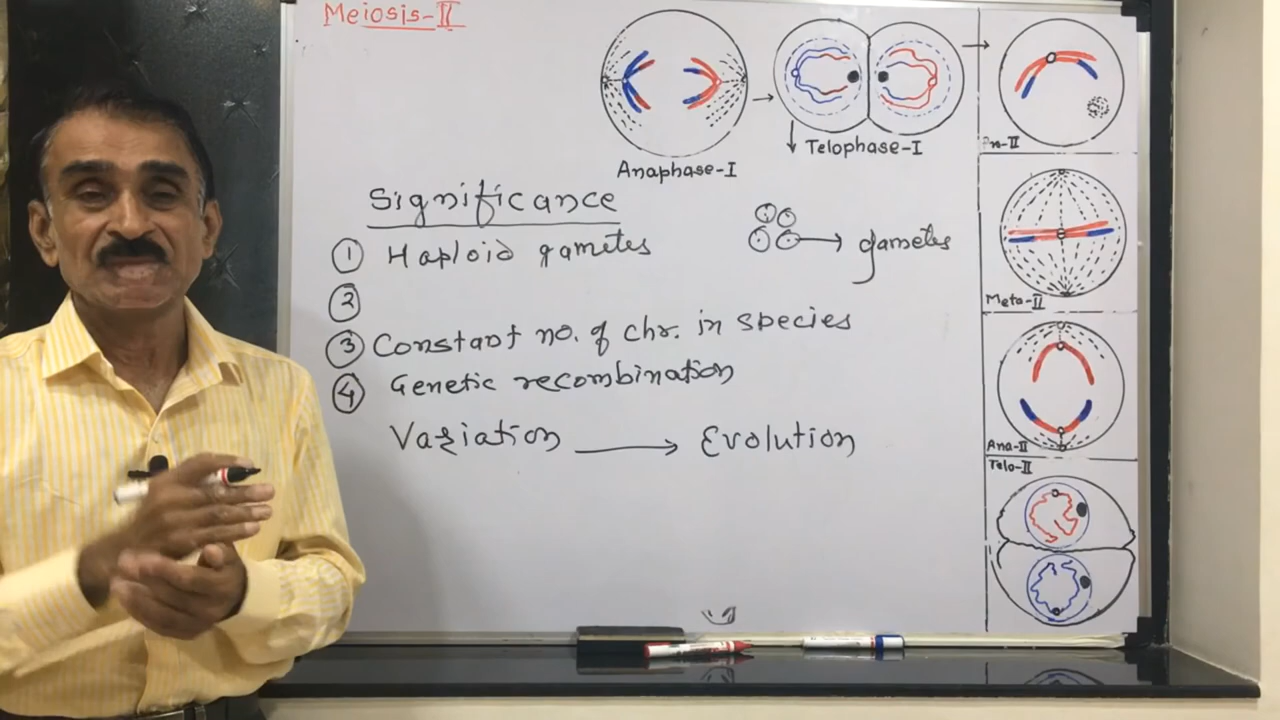 Meiosis-II
Anaphase-I
Telophase-I
Significance
① Haploid gametes
gametes
②
③ Constant no. of chr. in species
④ Genetic recombination
Variation → Evolution
Meta-II
Ana-II
Telo-II